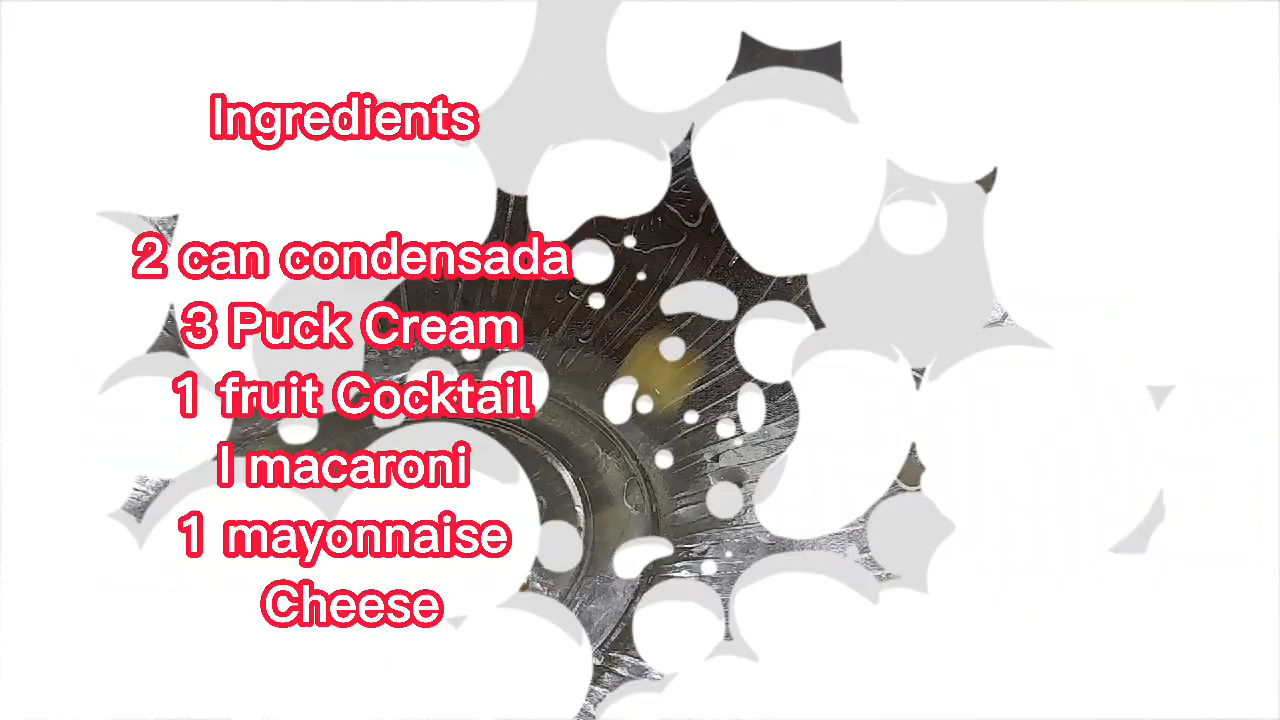 Ingredients
2 can condensada
3 Puck Cream
1 fruit Cocktail
I macaroni
1 mayonnaise
Cheese